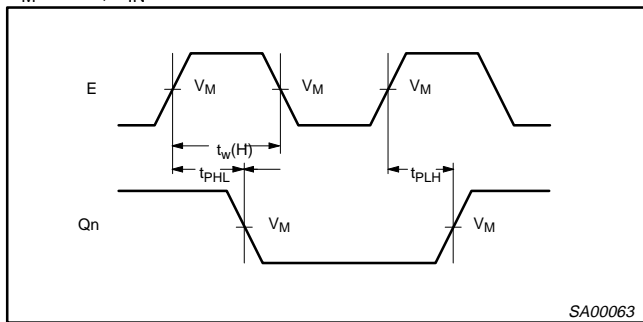 E
V_M V_M V_M
t_w(H)
t_PHL t_PLH
Qn
V_M V_M
SA00063